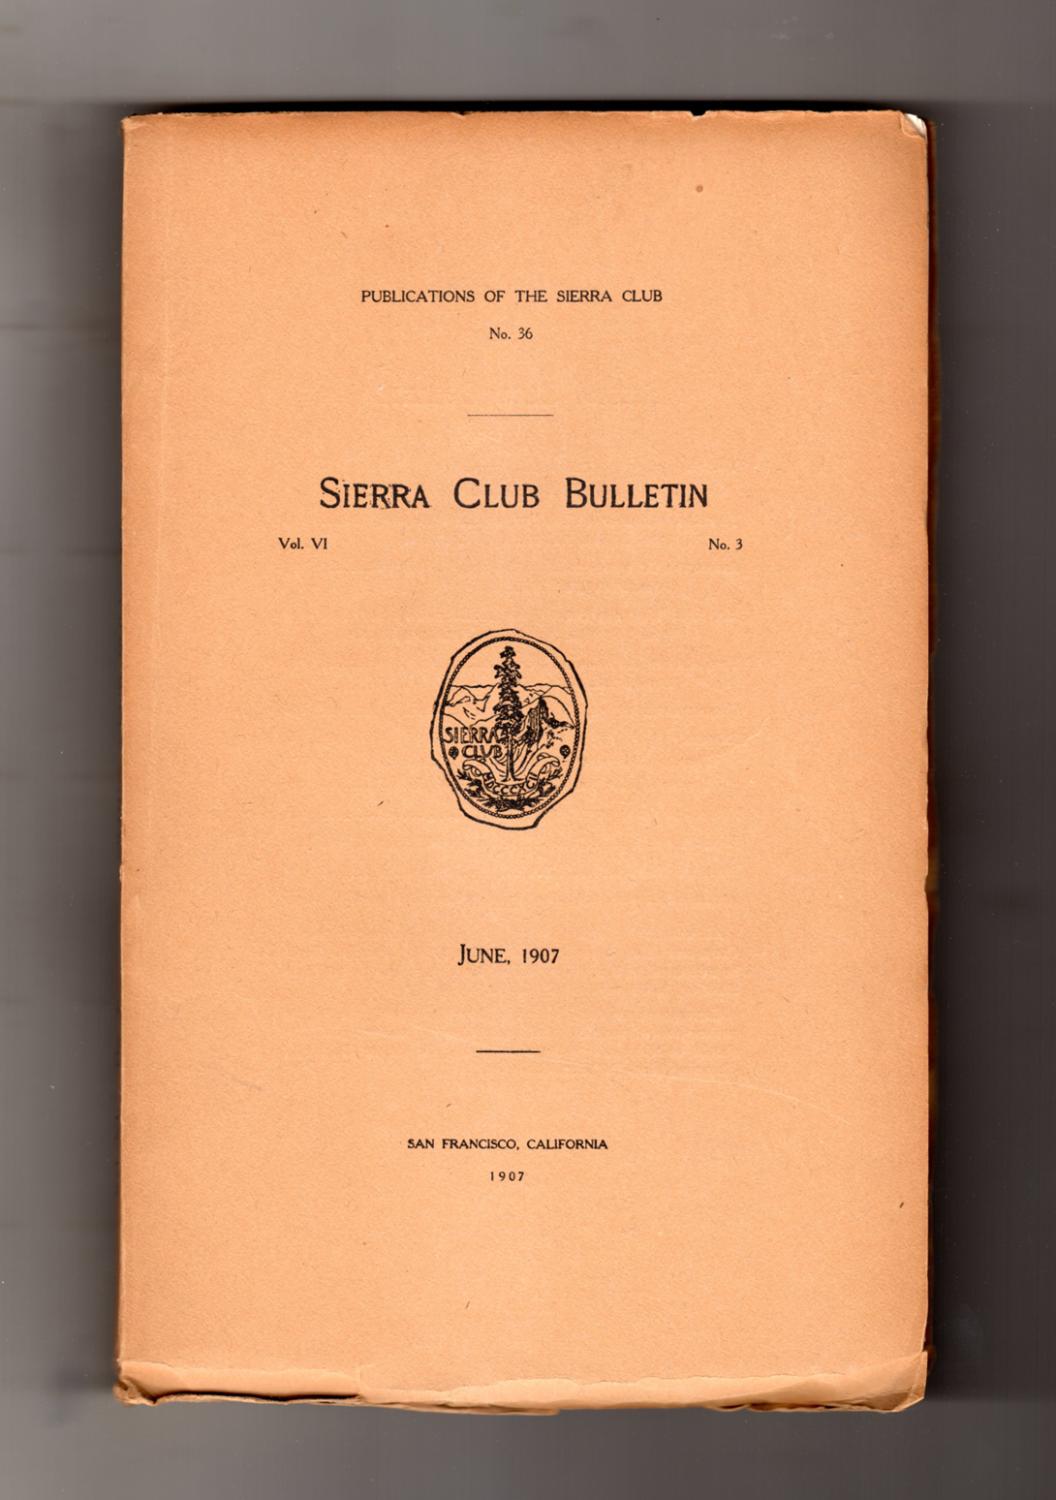 PUBLICATIONS OF THE SIERRA CLUB
No. 36
SIERRA CLUB BULLETIN
Vol. VI No. 3
SIERRA
CLUB
MDCCCXCII
JUNE, 1907
SAN FRANCISCO, CALIFORNIA
1907